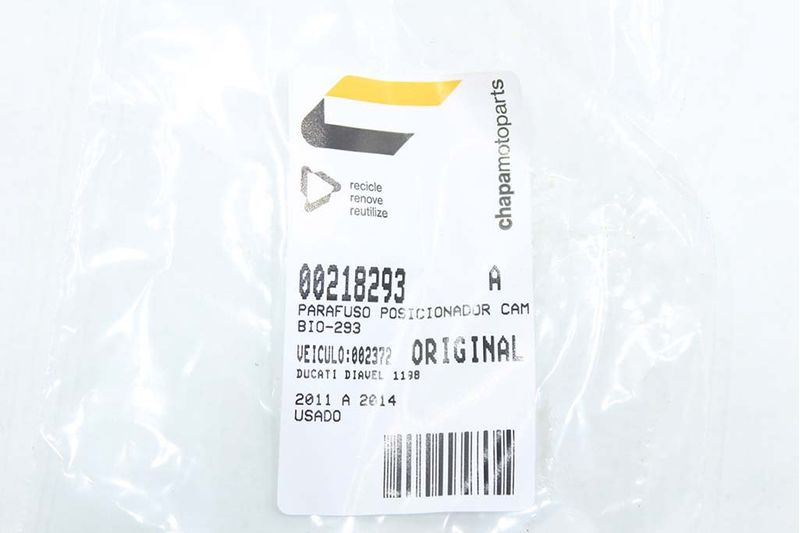 chapamotoparts
recicle
renove
reutilize
00218293 A
PARAFUSO POSICIONADOR CAM
BIO-293
VEICULO:002372 ORIGINAL
DUCATI DIAVEL 1198
2011 A 2014
USADO